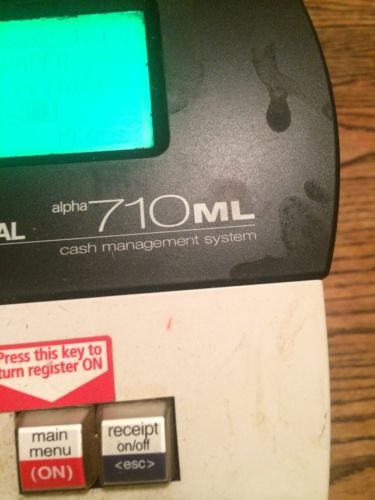 AL
alpha 710ML
cash management system
Press this key to
turn register ON
main
menu
(ON)
receipt
on/off
<esc>